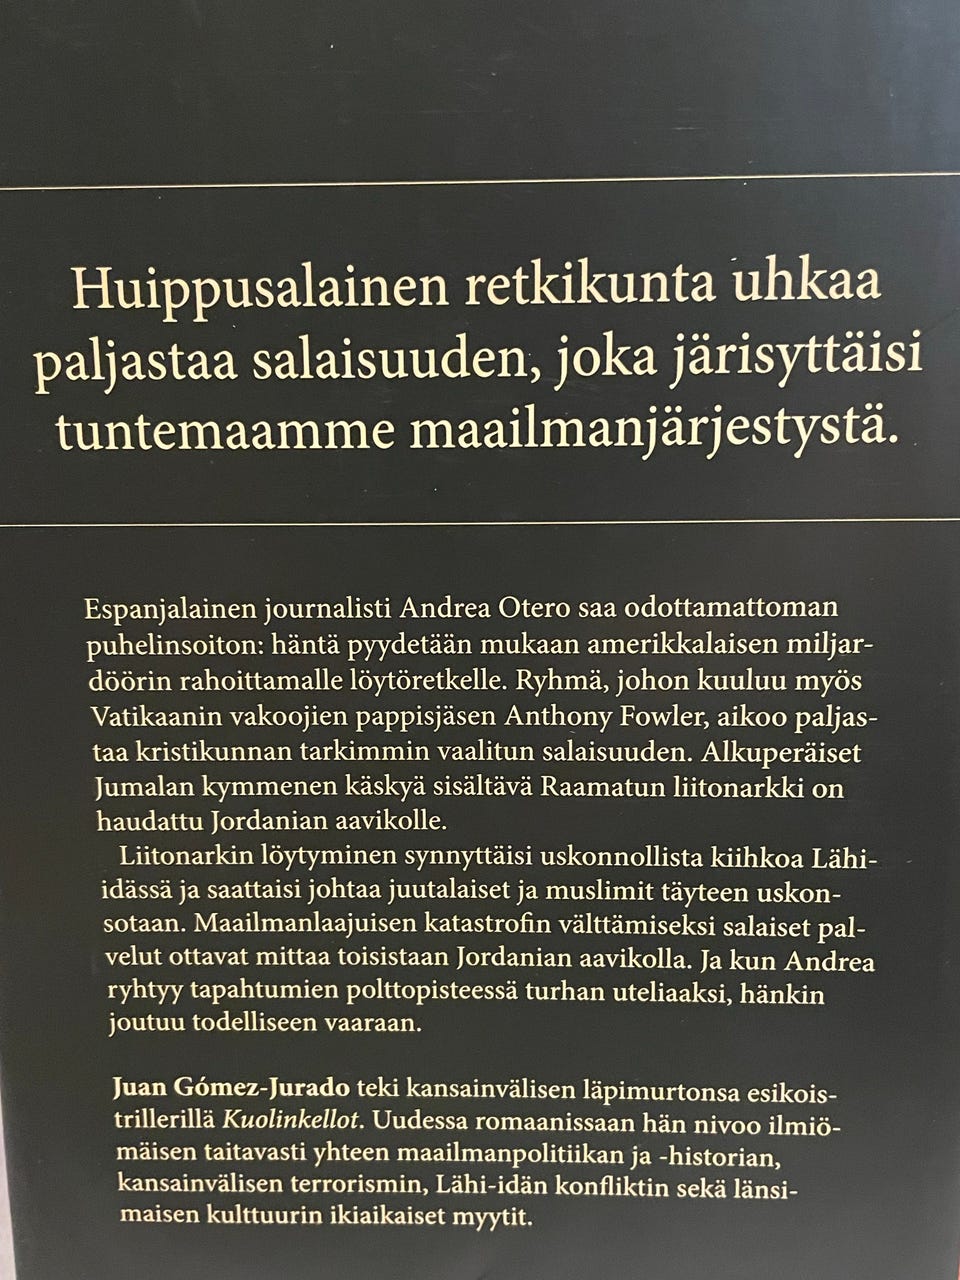 Huippusalainen retkikunta uhkaa
paljastaa salaisuuden, joka järisyttäisi
tuntemaamme maailmanjärjestystä.
Espanjalainen journalisti Andrea Otero saa odottamattoman
puhelinsoiton: häntä pyydetään mukaan amerikkalaisen miljar-
döörin rahoittamalle löytöretkelle. Ryhmä, johon kuuluu myös
Vatikaanin vakoojien pappisjäsen Anthony Fowler, aikoo paljas-
taa kristikunnan tarkimmin vaalitun salaisuuden. Alkuperäiset
Jumalan kymmenen käskyä sisältävä Raamatun liitonarkki on
haudattu Jordanian aavikolle.
Liitonarkin löytyminen synnyttäisi uskonnollista kiihkoa Lähi-
idässä ja saattaisi johtaa juutalaiset ja muslimit täyteen uskon-
sotaan. Maailmanlaajuisen katastrofin välttämiseksi salaiset pal-
velut ottavat mittaa toisistaan Jordanian aavikolla. Ja kun Andrea
ryhtyy tapahtumien polttopisteessä turhan uteliaaksi, hänkin
joutuu todelliseen vaaraan.
Juan Gómez-Jurado teki kansainvälisen läpimurtonsa esikois-
trillerillä Kuolinkellot. Uudessa romaanissaan hän nivoo ilmiö-
mäisen taitavasti yhteen maailmanpolitiikan ja -historian,
kansainvälisen terrorismin, Lähi-idän konfliktin sekä länsi-
maisen kulttuurin ikiaikaiset myytit.